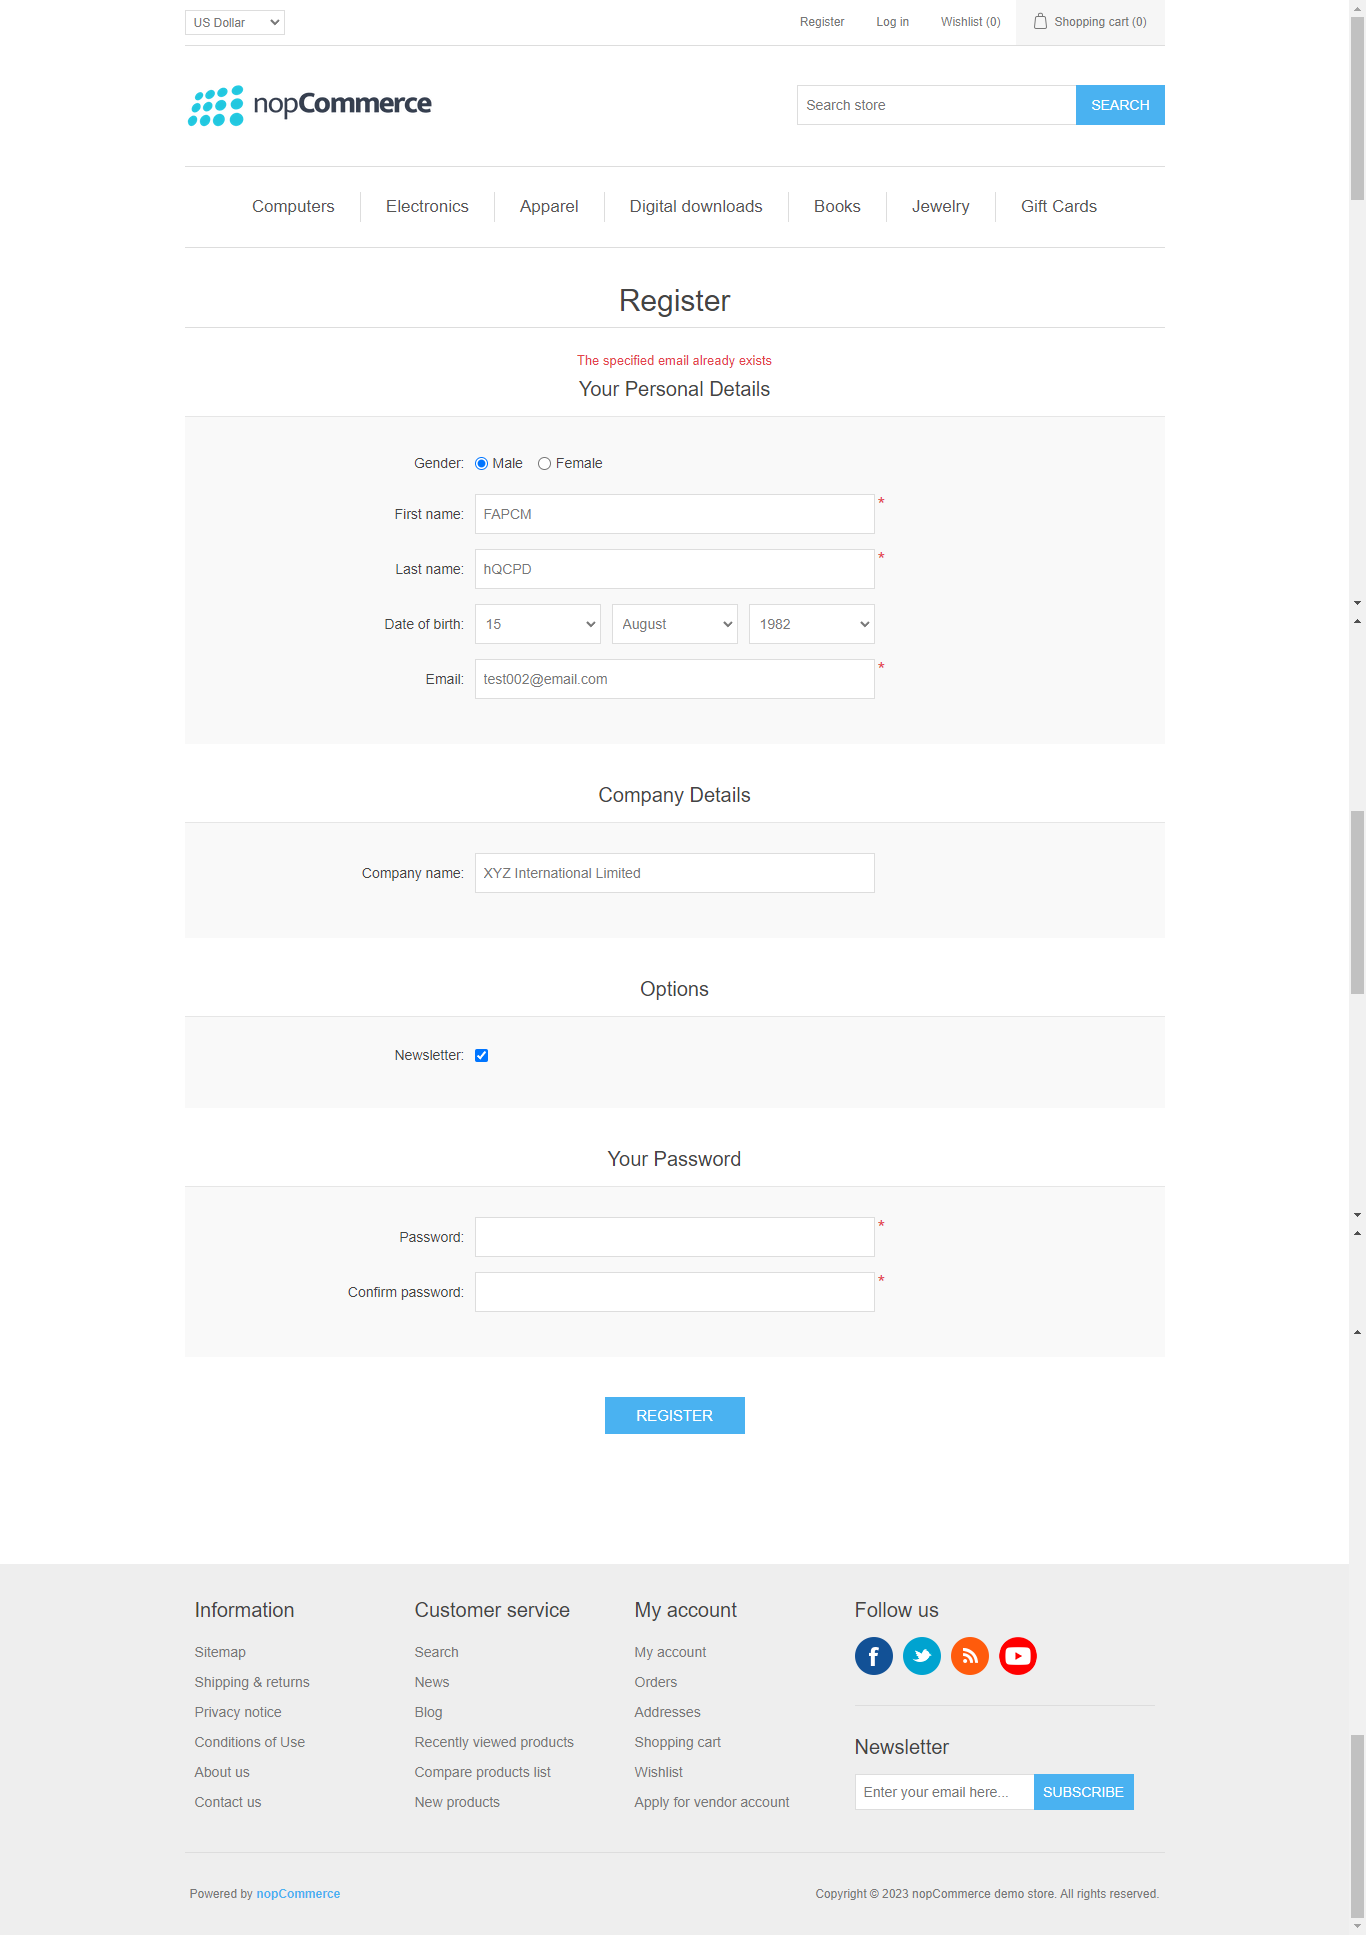 US Dollar
Register
Log in
Wishlist (0)
Shopping cart (0)
nopCommerce
Search store
SEARCH
Computers
Electronics
Apparel
Digital downloads
Books
Jewelry
Gift Cards
Register
The specified email already exists
Your Personal Details
Gender: Male Female
First name: FAPCM *
Last name: hQCPD *
Date of birth: 15 August 1982
Email: test002@email.com *
Company Details
Company name: XYZ International Limited
Options
Newsletter:
Your Password
Password: *
Confirm password: *
REGISTER
Information
Sitemap
Shipping & returns
Privacy notice
Conditions of Use
About us
Contact us
Customer service
Search
News
Blog
Recently viewed products
Compare products list
New products
My account
My account
Orders
Addresses
Shopping cart
Wishlist
Apply for vendor account
Follow us
Newsletter
Enter your email here...
SUBSCRIBE
Powered by nopCommerce
Copyright © 2023 nopCommerce demo store. All rights reserved.